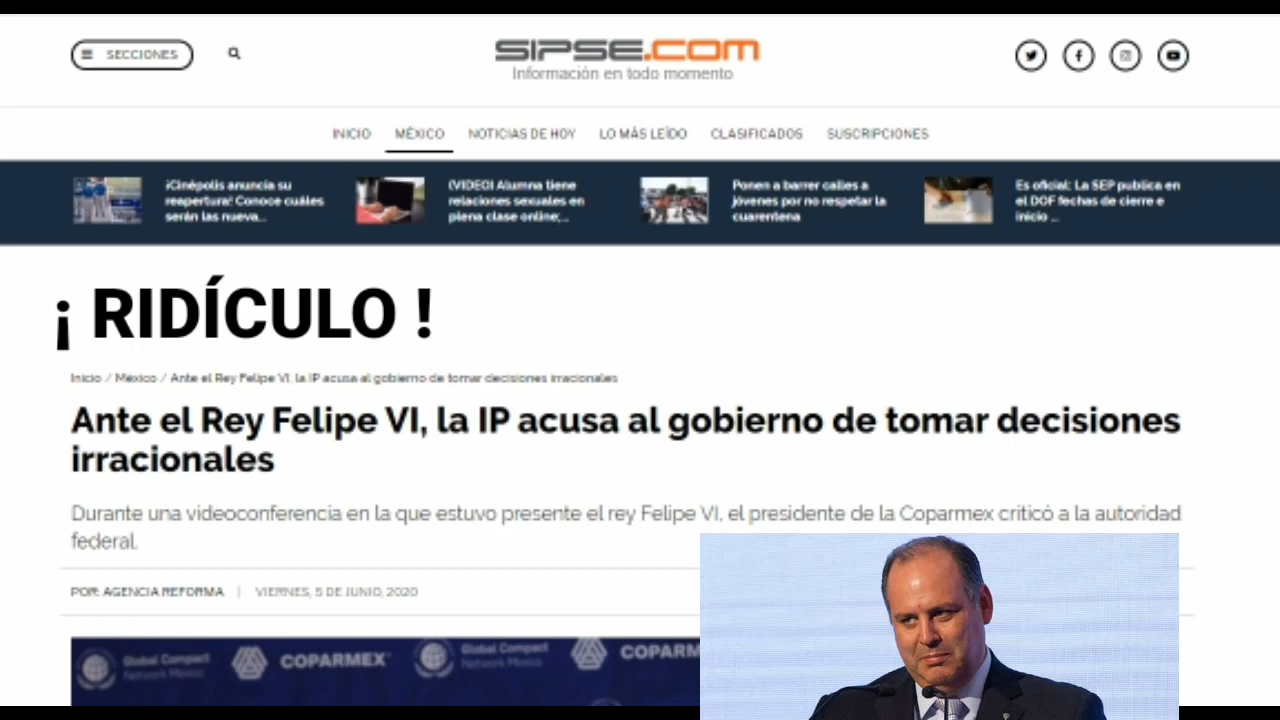 SECCIONES
SIPSE.COM
Información en todo momento
INICIO MÉXICO NOTICIAS DE HOY LO MÁS LEÍDO CLASIFICADOS SUSCRIPCIONES
¡Cinépolis anuncia su
reapertura! Conoce cuáles
serán las nueva...
(VIDEO) Alumna tiene
relaciones sexuales en
plena clase online;...
Ponen a barrer calles a
jóvenes por no respetar la
cuarentena
Es oficial: La SEP publica en
el DOF fechas de cierre e
inicio ...
¡ RIDÍCULO !
Inicio / México / Ante el Rey Felipe VI, la IP acusa al gobierno de tomar decisiones irracionales
Ante el Rey Felipe VI, la IP acusa al gobierno de tomar decisiones
irracionales
Durante una videoconferencia en la que estuvo presente el rey Felipe VI, el presidente de la Coparmex criticó a la autoridad
federal.
POR: AGENCIA REFORMA | VIERNES, 5 DE JUNIO, 2020
Global Compact
Network Mexico
COPARMEX
Global Compact
Network Mexico
COPARM